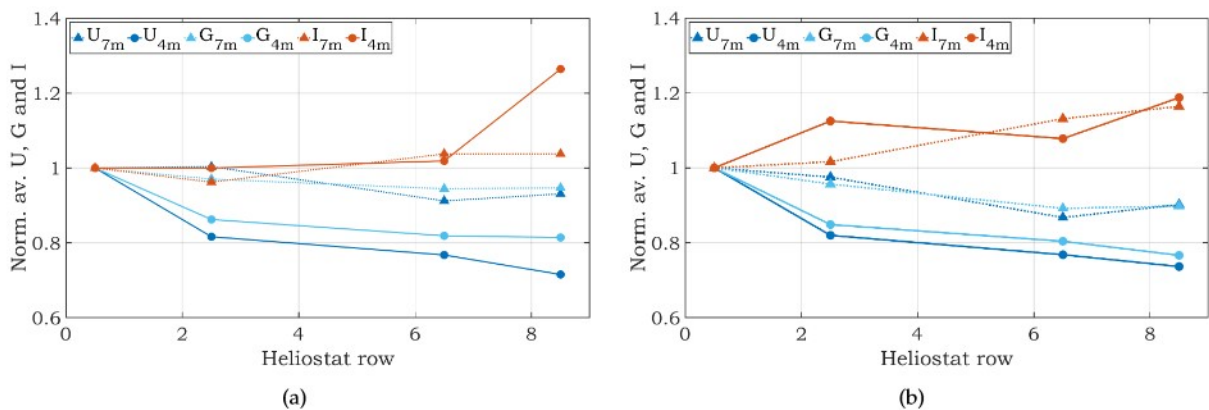 1.4
U7m U4m G7m G4m I7m I4m
1.2
1
0.8
0.6
Norm. av. U, G and I
0 2 4 6 8
Heliostat row
(a)
1.4
U7m U4m G7m G4m I7m I4m
1.2
1
0.8
0.6
Norm. av. U, G and I
0 2 4 6 8
Heliostat row
(b)